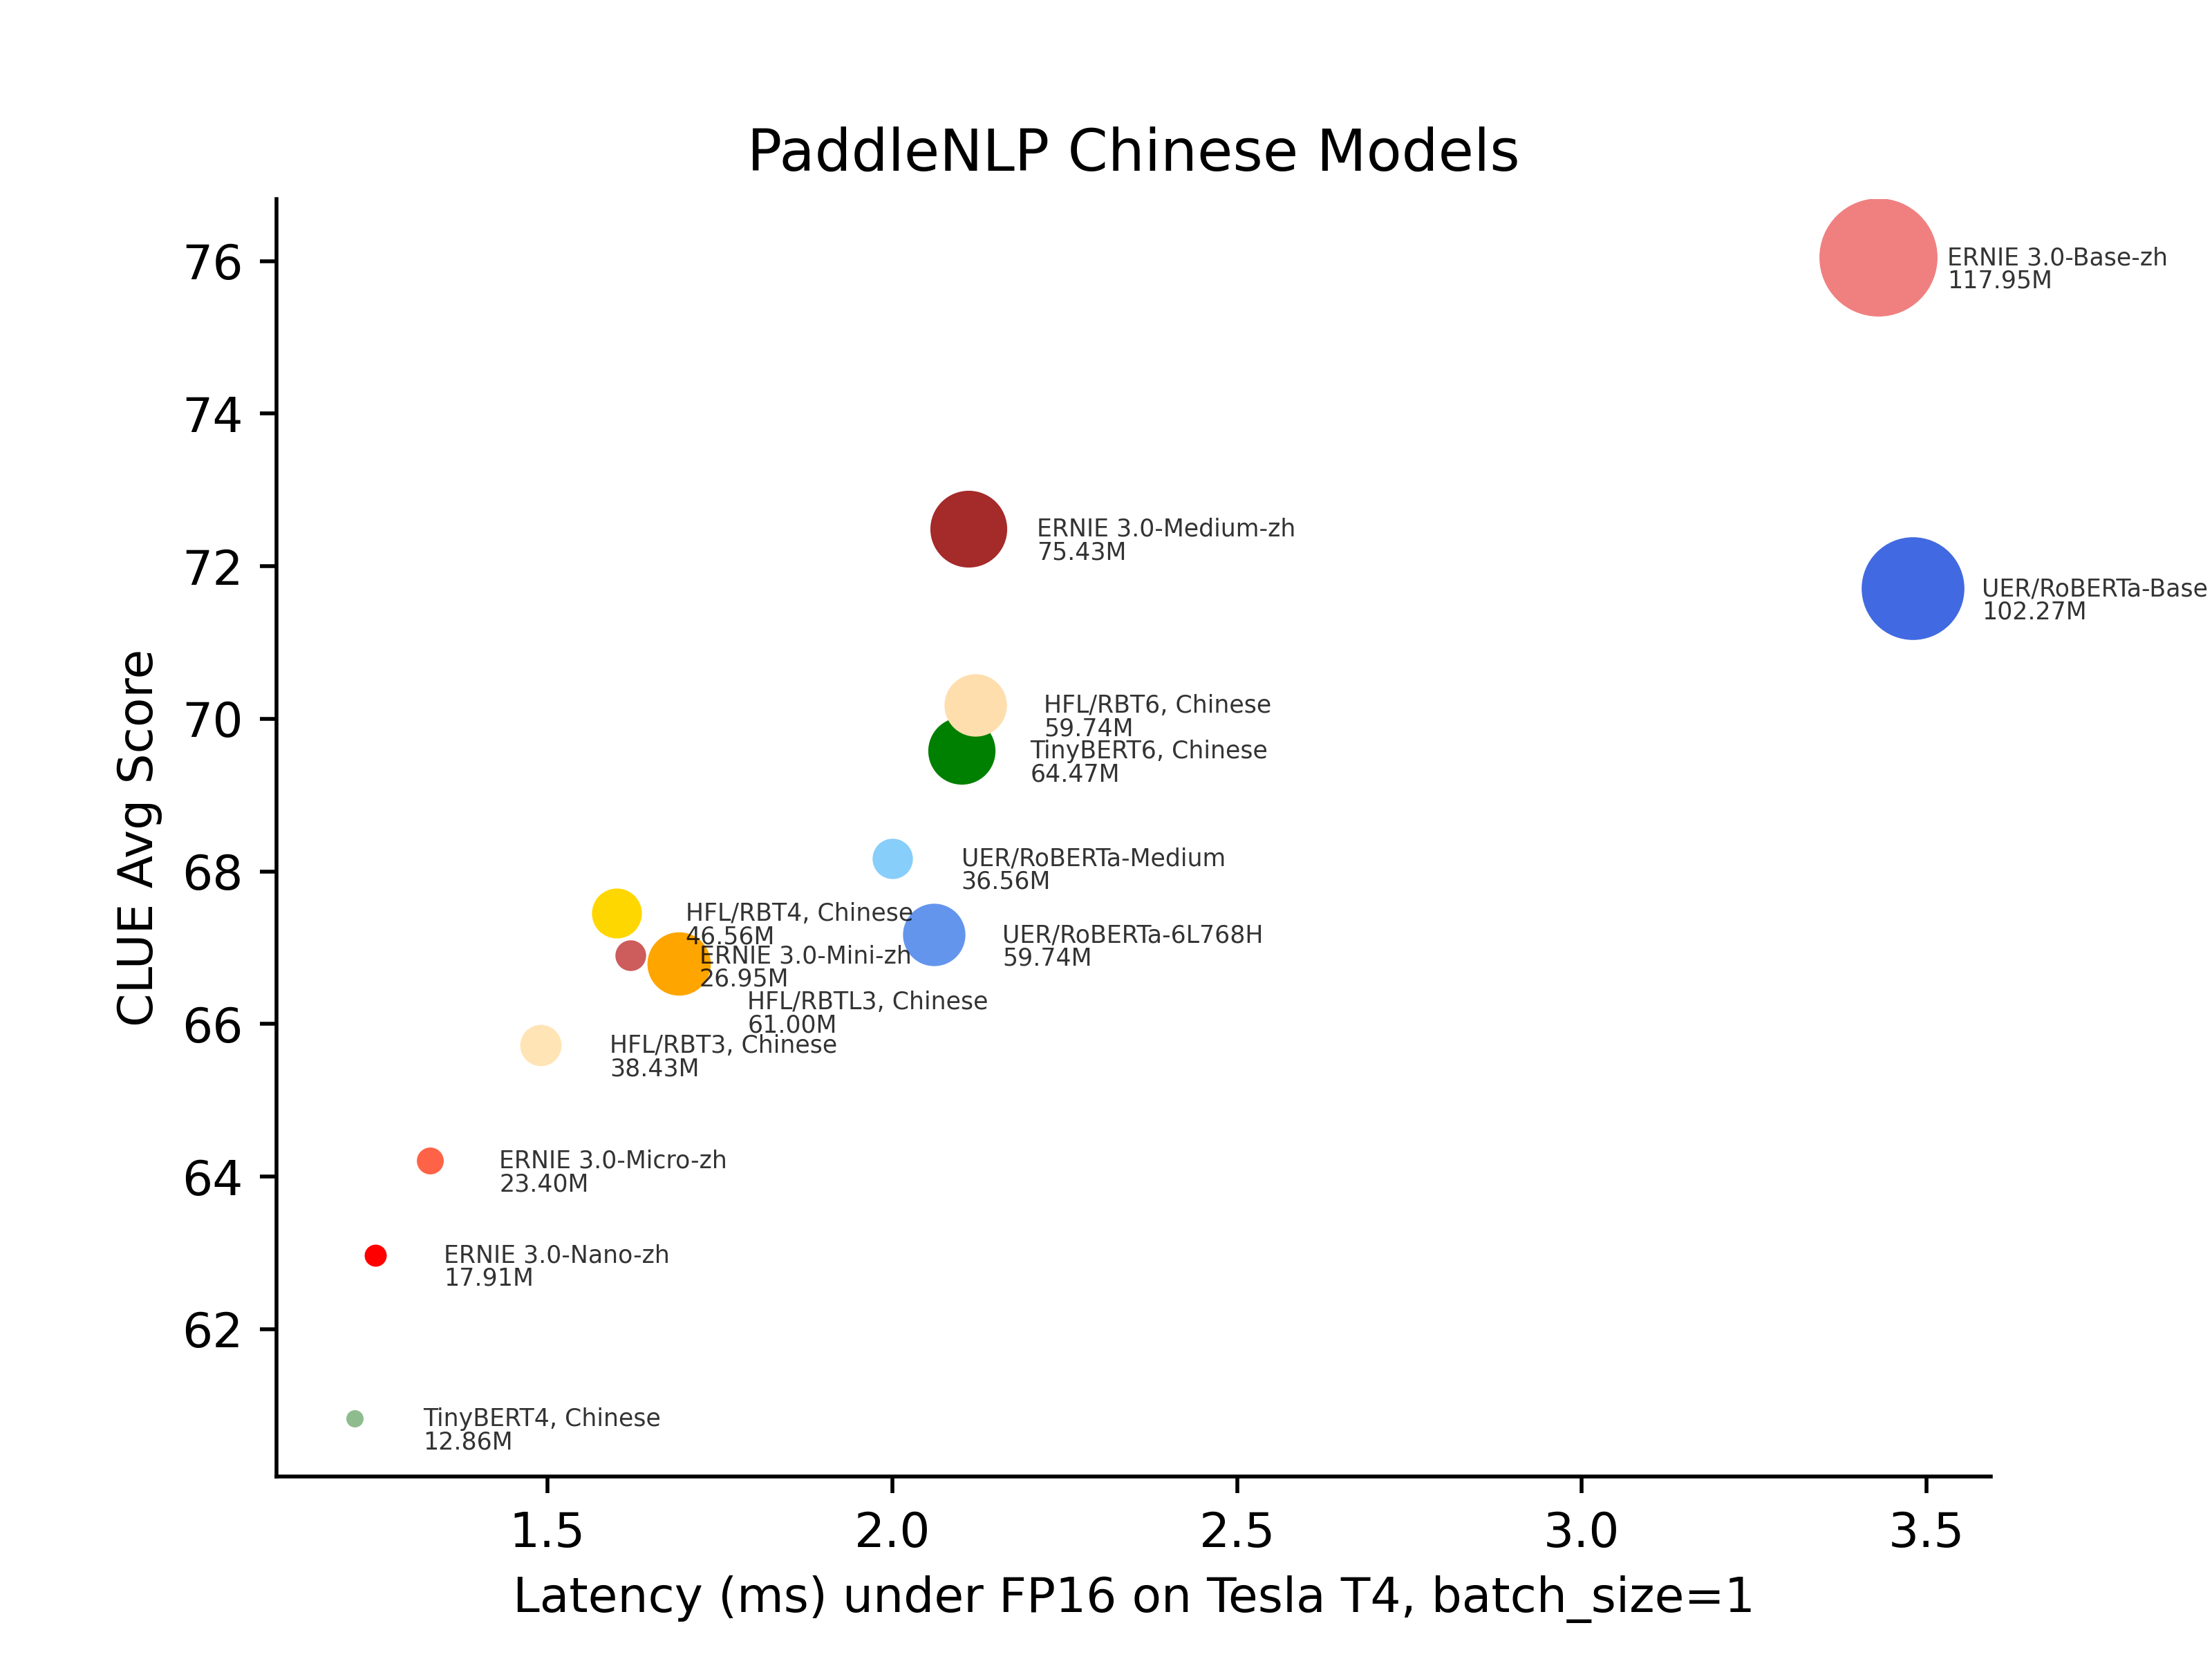 PaddleNLP Chinese Models
76
74
72
70
68
66
64
62
CLUE Avg Score
ERNIE 3.0-Base-zh
117.95M
ERNIE 3.0-Medium-zh
75.43M
UER/RoBERTa-Base
102.27M
HFL/RBT6, Chinese
59.74M
TinyBERT6, Chinese
64.47M
UER/RoBERTa-Medium
36.56M
HFL/RBT4, Chinese
46.56M
UER/RoBERTa-6L768H
59.74M
ERNIE 3.0-Mini-zh
26.95M
HFL/RBTL3, Chinese
61.00M
HFL/RBT3, Chinese
38.43M
ERNIE 3.0-Micro-zh
23.40M
ERNIE 3.0-Nano-zh
17.91M
TinyBERT4, Chinese
12.86M
1.5 2.0 2.5 3.0 3.5
Latency (ms) under FP16 on Tesla T4, batch_size=1